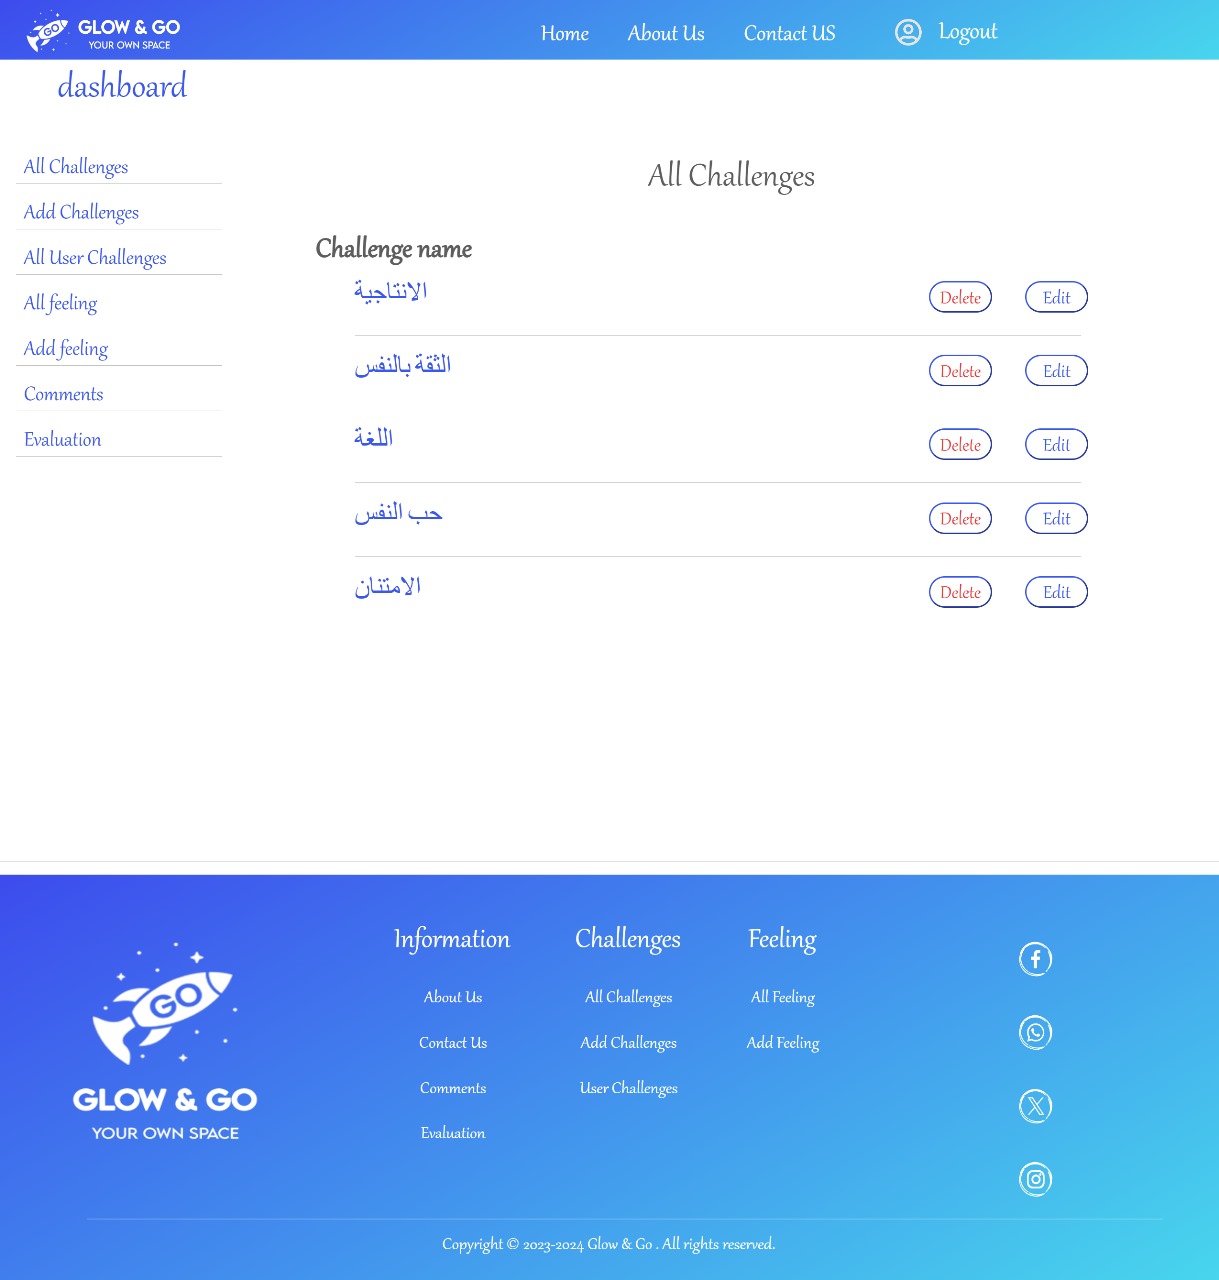 GO GLOW & GO
YOUR OWN SPACE
Home About Us Contact US Logout
dashboard
All Challenges
Add Challenges
All User Challenges
All feeling
Add feeling
Comments
Evaluation
All Challenges
Challenge name
الانتاجية Delete Edit
الثقة بالنفس Delete Edit
اللغة Delete Edit
حب النفس Delete Edit
الامتنان Delete Edit
GO
GLOW & GO
YOUR OWN SPACE
Information
About Us
Contact Us
Comments
Evaluation
Challenges
All Challenges
Add Challenges
User Challenges
Feeling
All Feeling
Add Feeling
Copyright © 2023-2024 Glow & Go . All rights reserved.